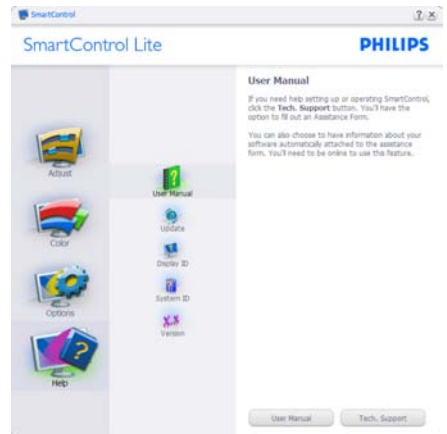 SmartControl
SmartControl Lite
PHILIPS
Adjust
Color
Options
Help
User Manual
Update
Display ID
System ID
Version
User Manual
If you need help setting up or operating SmartControl,
click the Tech. Support button. You'll have the
option to fill out an Assistance Form.
You can also choose to have information about your
software automatically attached to the assistance
form. You'll need to be online to use this feature.
User Manual
Tech. Support